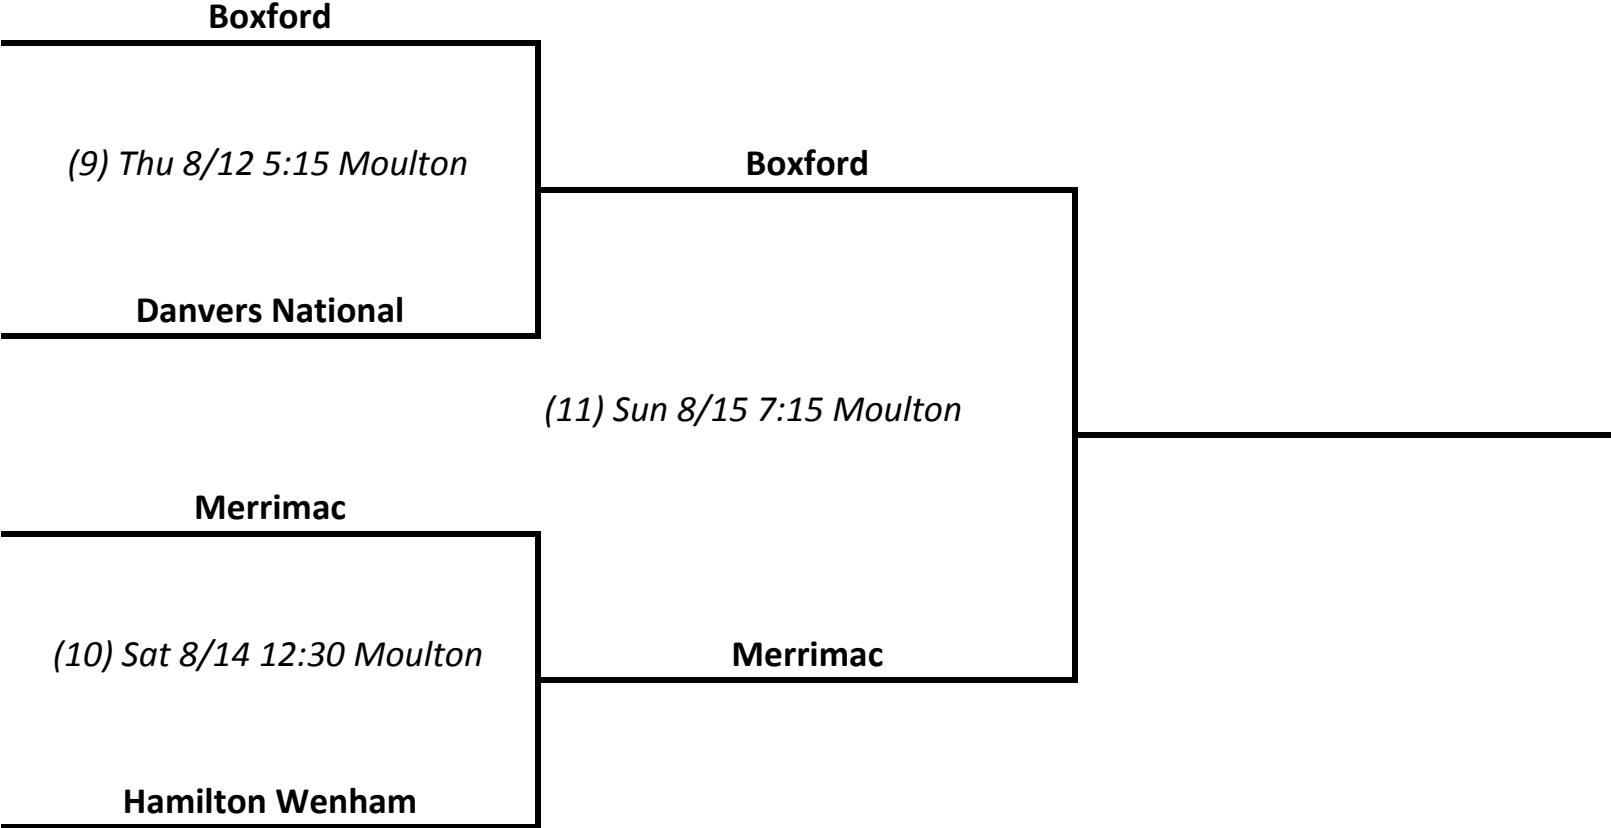 Boxford
(9) Thu 8/12 5:15 Moulton
Boxford
Danvers National
(11) Sun 8/15 7:15 Moulton
Merrimac
(10) Sat 8/14 12:30 Moulton
Merrimac
Hamilton Wenham